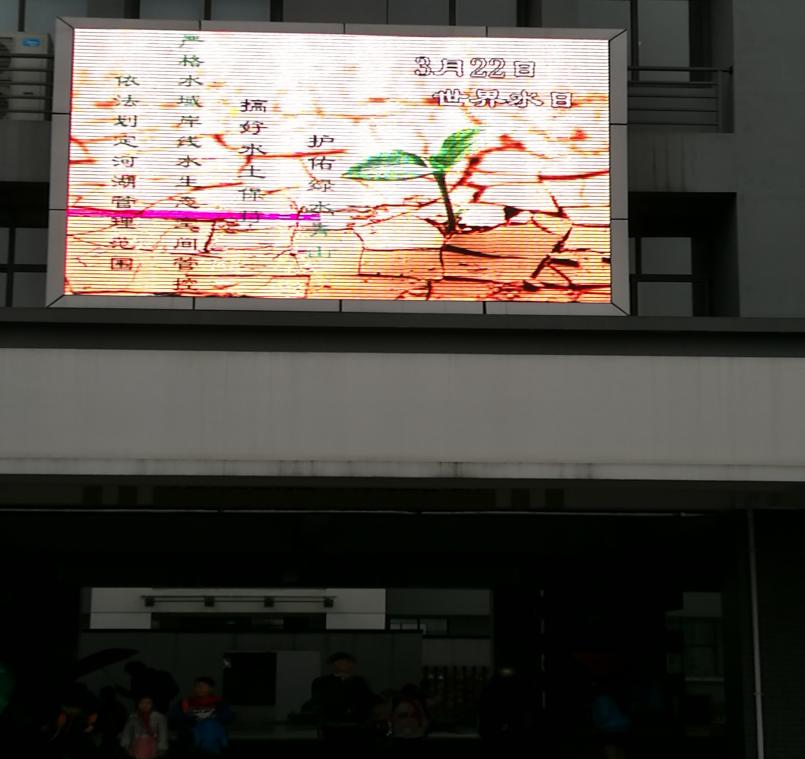 3月22日
世界水日
依法划定河湖管理范围
严格水域岸线水生态空间管控
搞好水土保持
护佑绿水青山